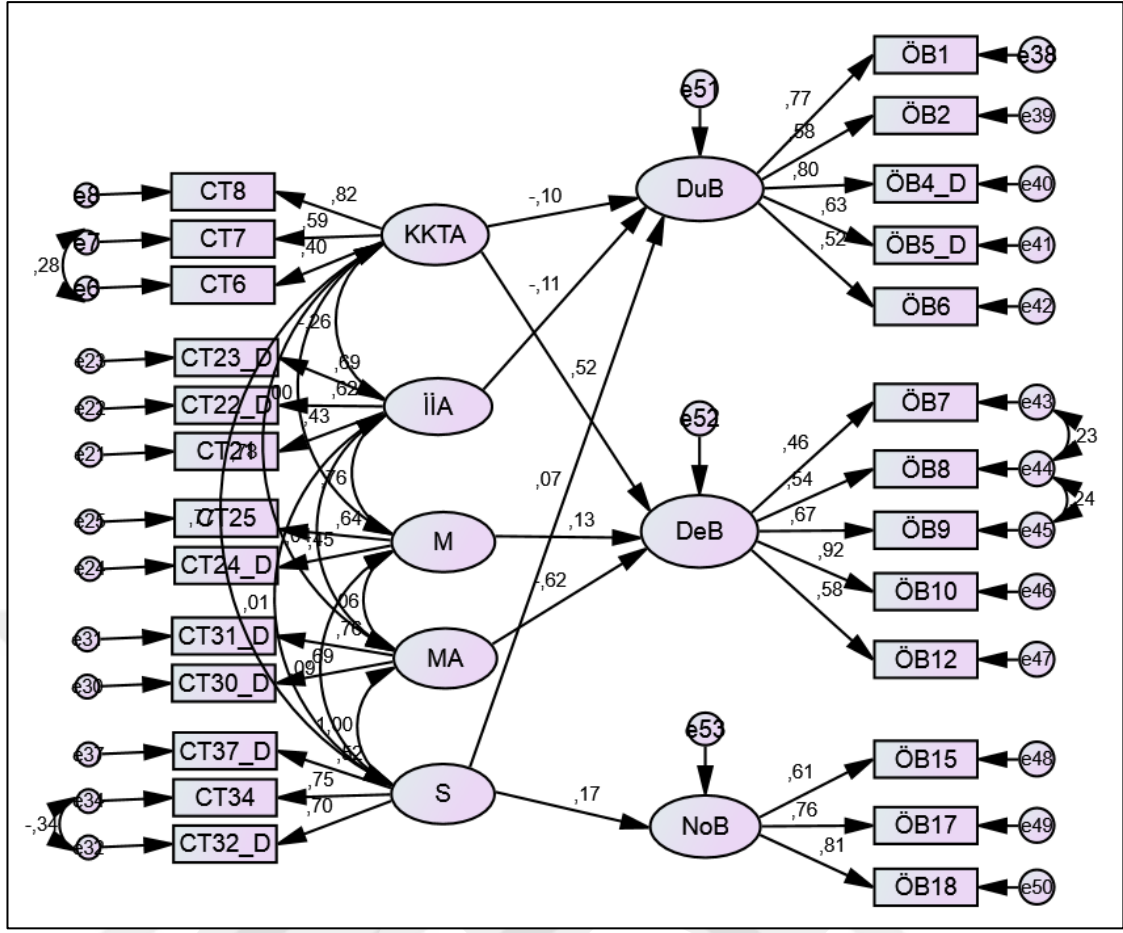 e51
ÖB1
e38
,77
ÖB2
e39
,58
e8
CT8
,82
DuB
,80
ÖB4_D
e40
-,10
,63
e7
CT7
,59
KKTA
ÖB5_D
e41
,52
,28
e6
CT6
,40
ÖB6
e42
-,11
-,26
e23
CT23_D
,69
,52
,62
e22
CT22_D
,00
İİA
ÖB7
e43
,43
e52
,46
,23
e21
CT21
,78
ÖB8
e44
,54
,76
,07
,24
e25
CT25
,64
,67
ÖB9
e45
M
,13
DeB
,45
,92
e24
CT24_D
-,62
ÖB10
e46
,58
,01
,06
e31
CT31_D
,76
MA
ÖB12
e47
,69
e30
CT30_D
,09
1,00
e53
e37
CT37_D
,52
ÖB15
e48
,61
,75
e34
CT34
S
,17
,76
-,34
,70
NoB
ÖB17
e49
e32
CT32_D
,81
ÖB18
e50